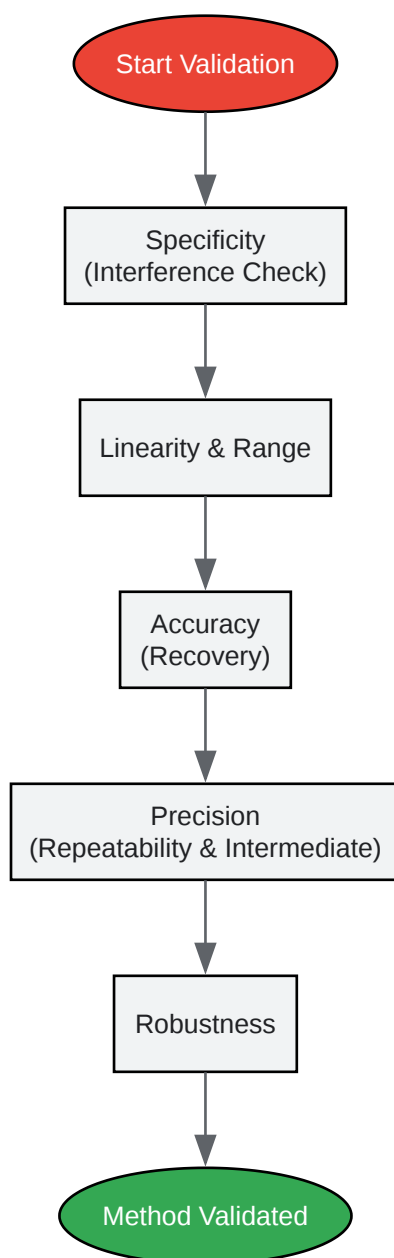 Start Validation
Specificity
(Interference Check)
Linearity & Range
Accuracy
(Recovery)
Precision
(Repeatability & Intermediate)
Robustness
Method Validated